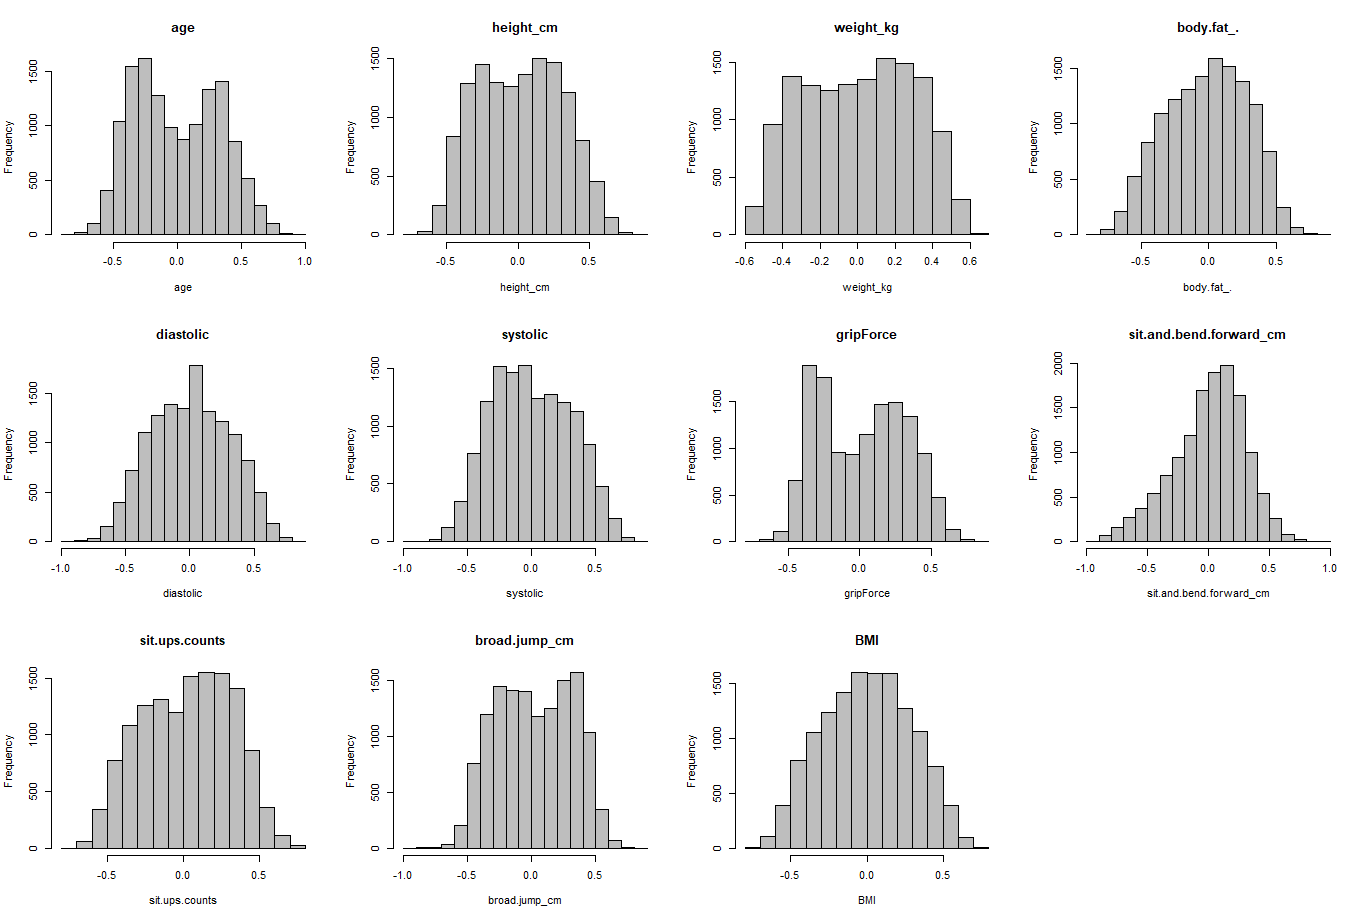 age
height_cm
weight_kg
body.fat_.
Frequency
0 500 1000 1500
-0.5 0.0 0.5 1.0
age
Frequency
0 500 1000 1500
-0.5 0.0 0.5
height_cm
Frequency
0 500 1000 1500
-0.6 -0.4 -0.2 0.0 0.2 0.4 0.6
weight_kg
Frequency
0 500 1000 1500
-0.5 0.0 0.5
body.fat_.
diastolic
systolic
gripForce
sit.and.bend.forward_cm
Frequency
0 500 1000 1500
-1.0 -0.5 0.0 0.5
diastolic
Frequency
0 500 1000 1500
-1.0 -0.5 0.0 0.5
systolic
Frequency
0 500 1000 1500
-0.5 0.0 0.5
gripForce
Frequency
0 500 1000 1500 2000
-1.0 -0.5 0.0 0.5 1.0
sit.and.bend.forward_cm
sit.ups.counts
broad.jump_cm
BMI
Frequency
0 500 1000 1500
-0.5 0.0 0.5
sit.ups.counts
Frequency
0 500 1000 1500
-1.0 -0.5 0.0 0.5
broad.jump_cm
Frequency
0 500 1000 1500
-0.5 0.0 0.5
BMI